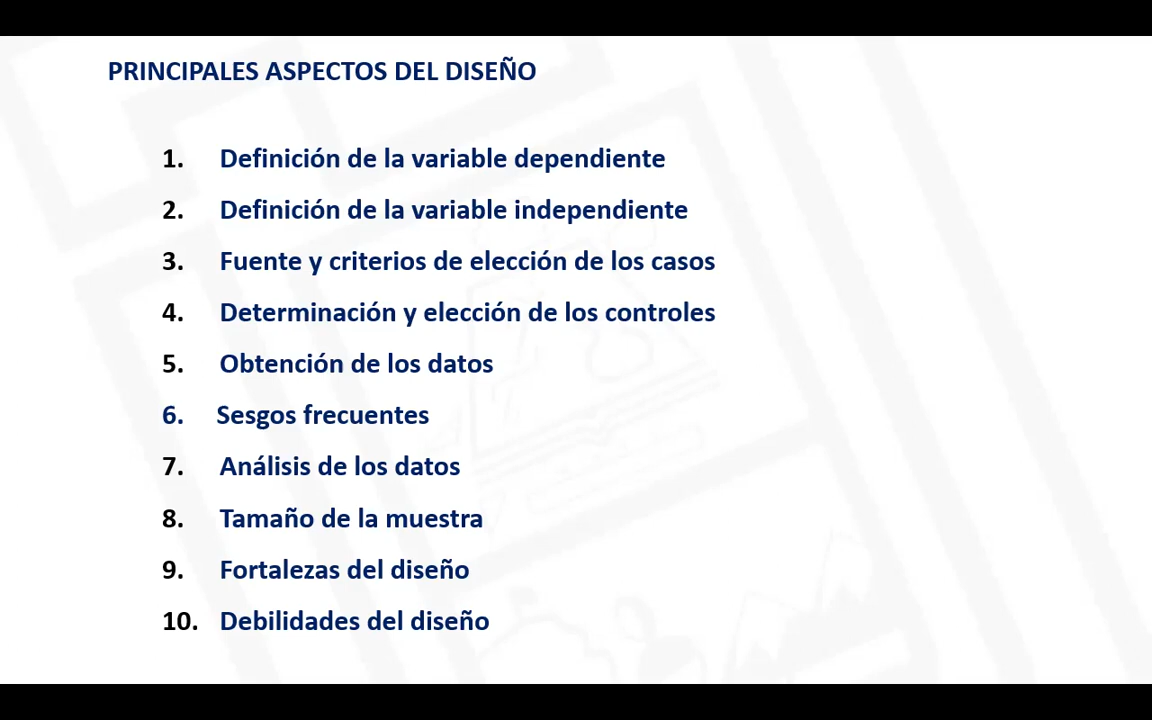 PRINCIPALES ASPECTOS DEL DISEÑO
1. Definición de la variable dependiente
2. Definición de la variable independiente
3. Fuente y criterios de elección de los casos
4. Determinación y elección de los controles
5. Obtención de los datos
6. Sesgos frecuentes
7. Análisis de los datos
8. Tamaño de la muestra
9. Fortalezas del diseño
10. Debilidades del diseño